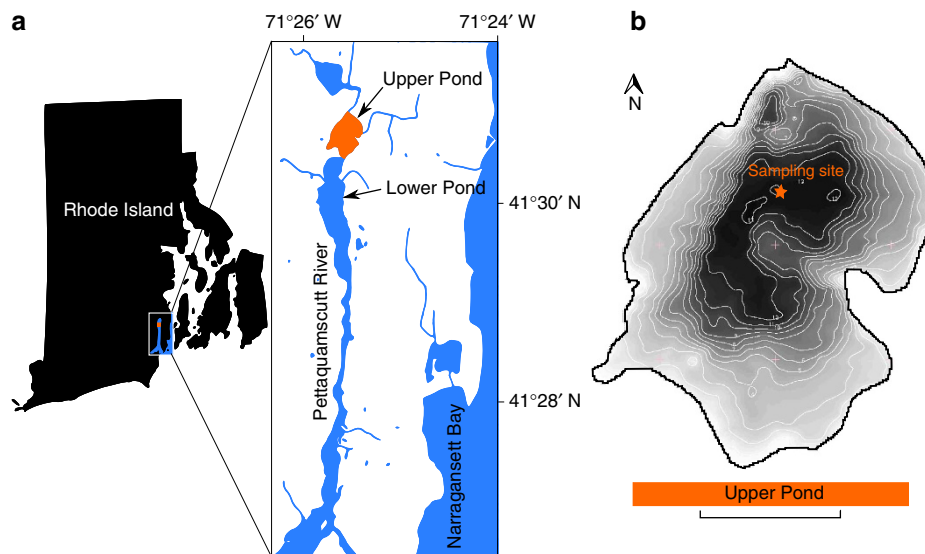 a
71°26′ W
71°24′ W
Upper Pond
Lower Pond
Rhode Island
41°30′ N
Pettaquamscutt River
41°28′ N
Narragansett Bay
b
N
Sampling site
Upper Pond